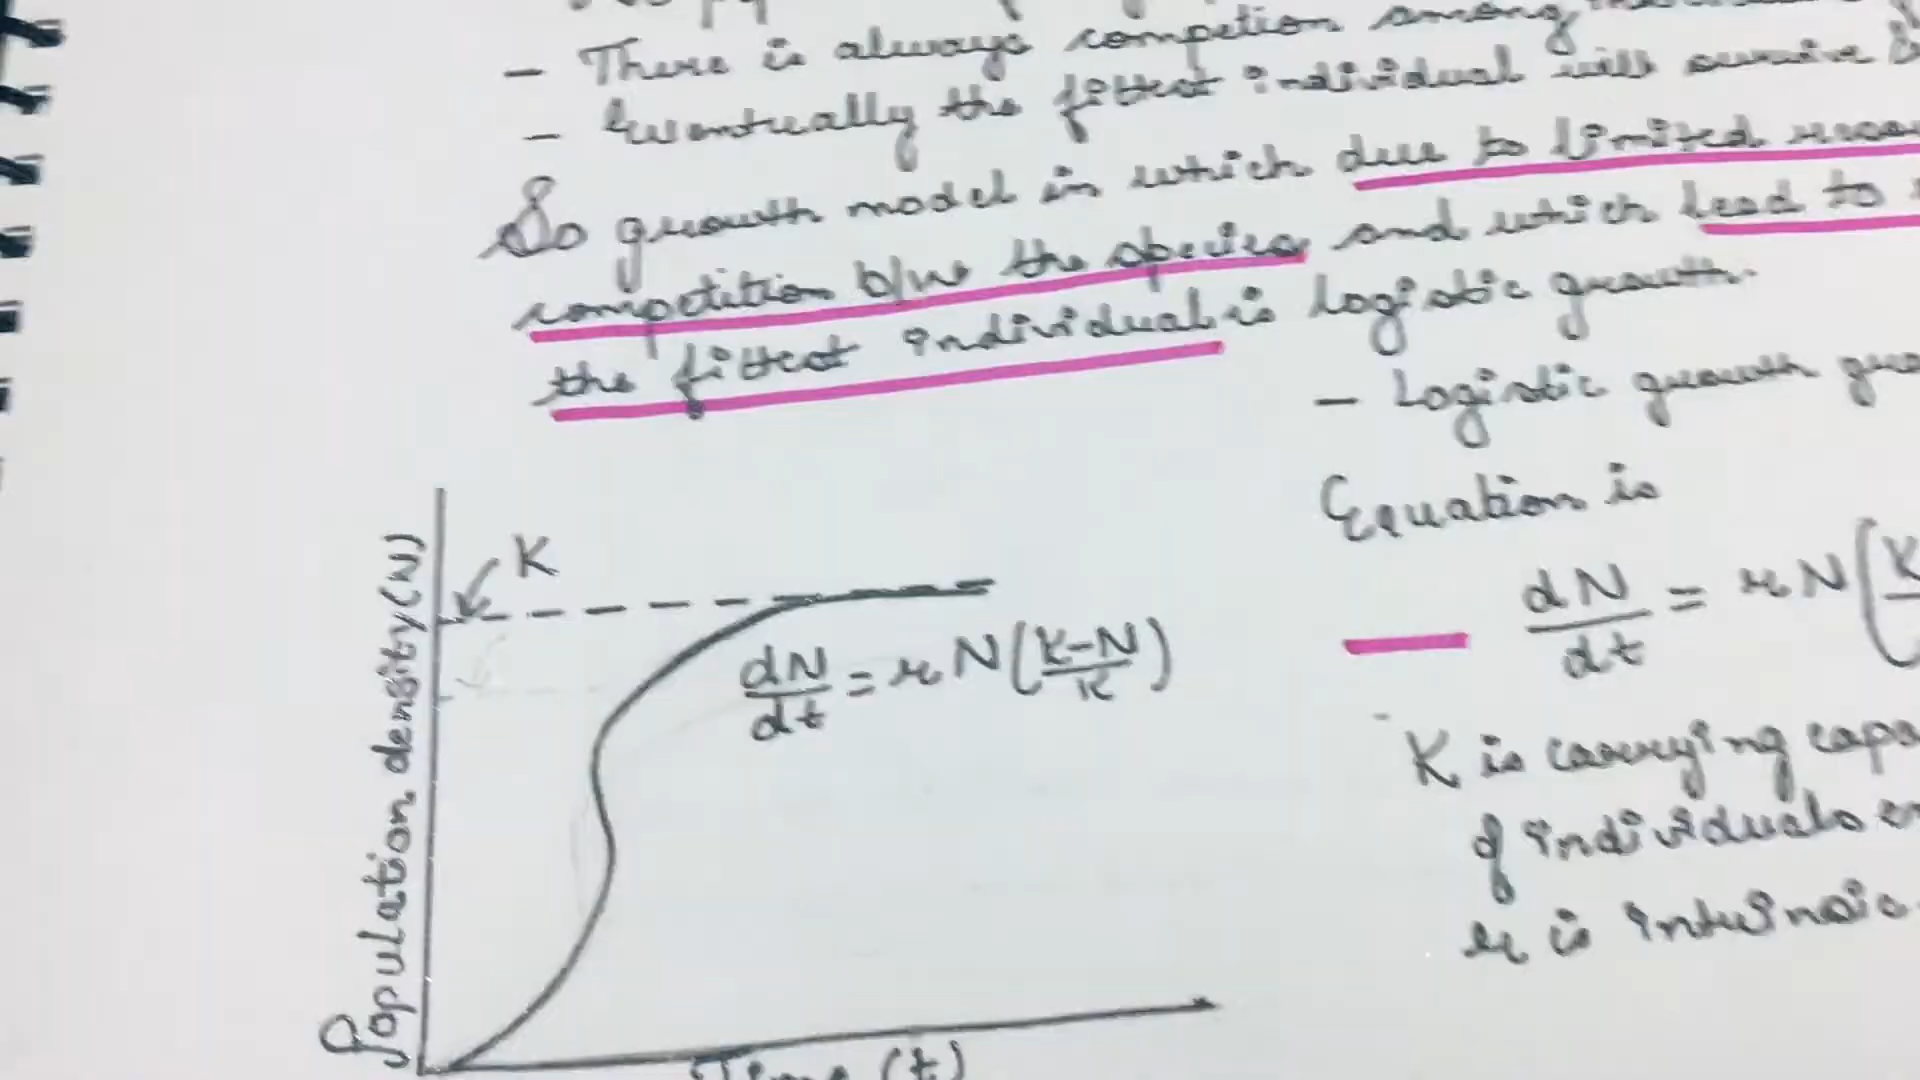 - There is always competion among
- Eventually the fittest individual will survive
So growth model in which due to limited
competition b/w the species and which lead to
the fittest individual is logistic growth.
- Logistic growth
Equation is
dN/dt = rN(K
K is carrying
of individuals
r is intrinsic
Population density (N)
K
dN/dt = rN(K-N/K)
Time (t)